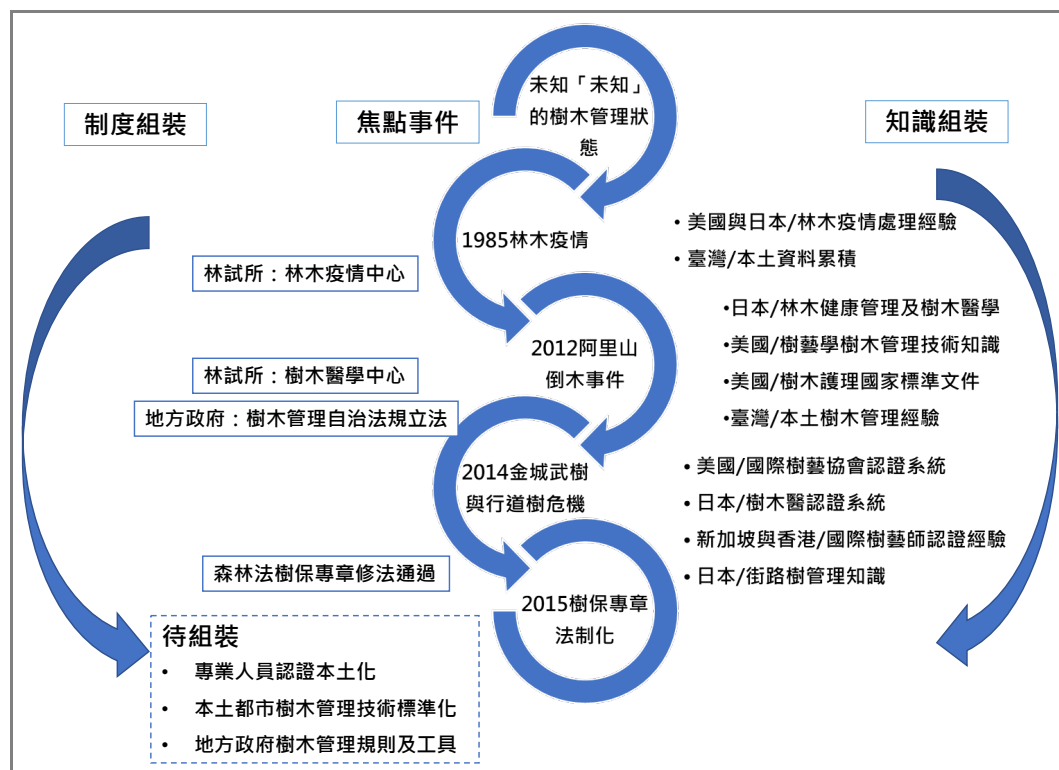 制度組裝
焦點事件
知識組裝
未知「未知」
的樹木管理狀
態
1985林木疫情
2012阿里山
倒木事件
2014金城武樹
與行道樹危機
2015樹保專章
法制化
林試所：林木疫情中心
林試所：樹木醫學中心
地方政府：樹木管理自治法規立法
森林法樹保專章修法通過
待組裝
• 專業人員認證本土化
• 本土都市樹木管理技術標準化
• 地方政府樹木管理規則及工具
• 美國與日本/林木疫情處理經驗
• 臺灣/本土資料累積
•日本/林木健康管理及樹木醫學
•美國/樹藝學樹木管理技術知識
•美國/樹木護理國家標準文件
•臺灣/本土樹木管理經驗
• 美國/國際樹藝協會認證系統
• 日本/樹木醫認證系統
• 新加坡與香港/國際樹藝師認證經驗
• 日本/街路樹管理知識